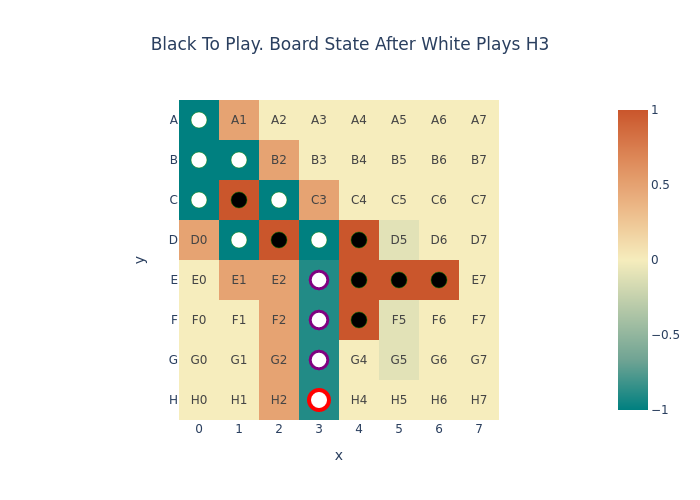 Black To Play. Board State After White Plays H3
A A1 A2 A3 A4 A5 A6 A7
B B2 B3 B4 B5 B6 B7
C C3 C4 C5 C6 C7
D D0 D5 D6 D7
E E0 E1 E2 E7
F F0 F1 F2 F5 F6 F7
G G0 G1 G2 G4 G5 G6 G7
H H0 H1 H2 H4 H5 H6 H7
0 1 2 3 4 5 6 7
x
y
1
0.5
0
−0.5
−1